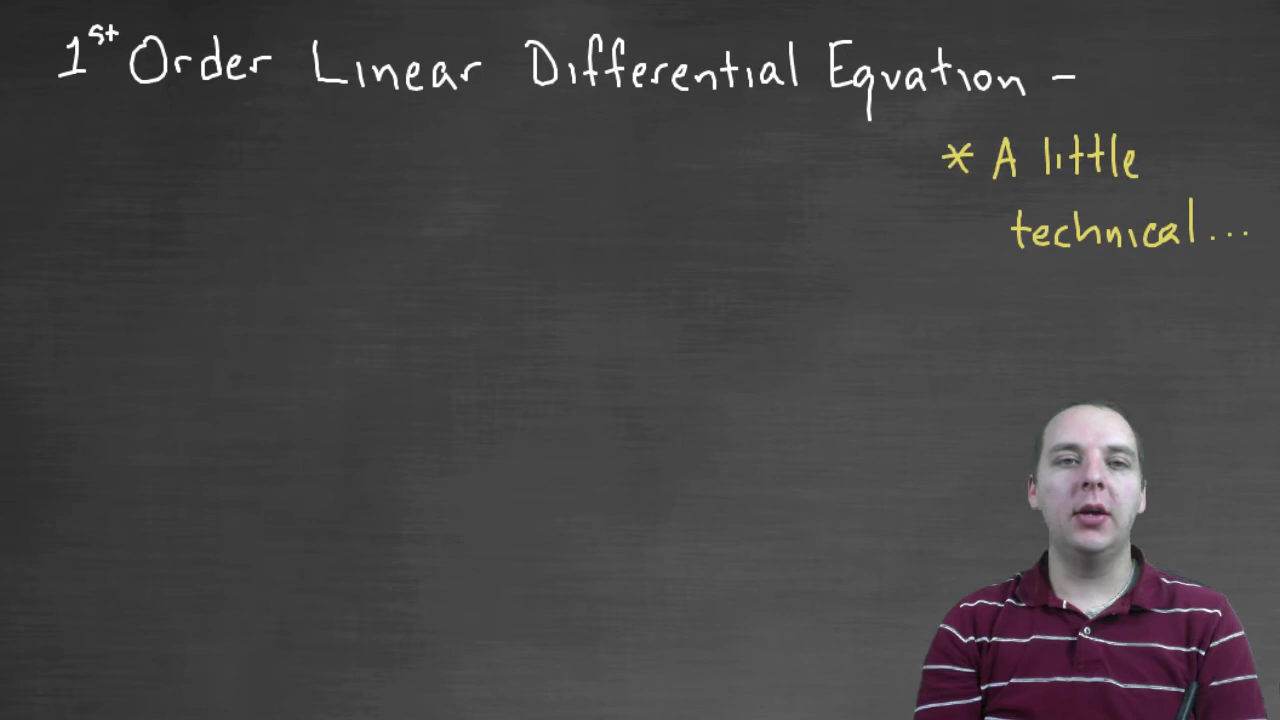 1st Order Linear Differential Equation -
* A little
technical...